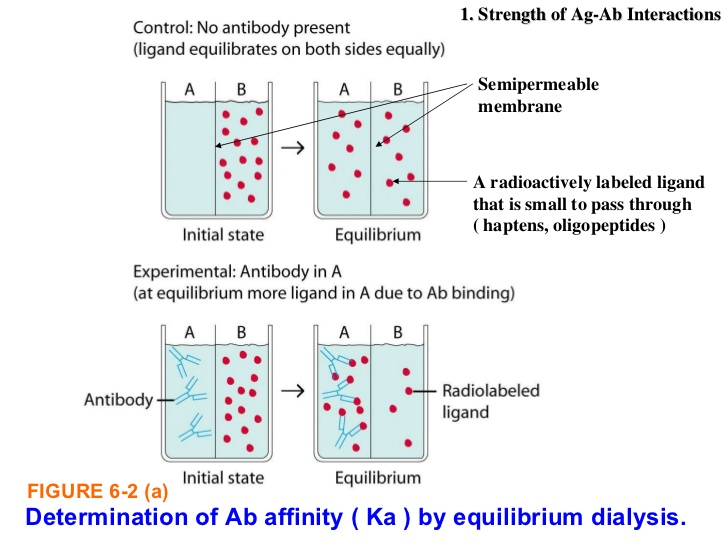 1. Strength of Ag-Ab Interactions
Control: No antibody present
(ligand equilibrates on both sides equally)
A B A B
Semipermeable
membrane
A radioactively labeled ligand
that is small to pass through
( haptens, oligopeptides )
Initial state Equilibrium
Experimental: Antibody in A
(at equilibrium more ligand in A due to Ab binding)
A B A B
Antibody
Radiolabeled
ligand
Initial state Equilibrium
FIGURE 6-2 (a)
Determination of Ab affinity ( Ka ) by equilibrium dialysis.